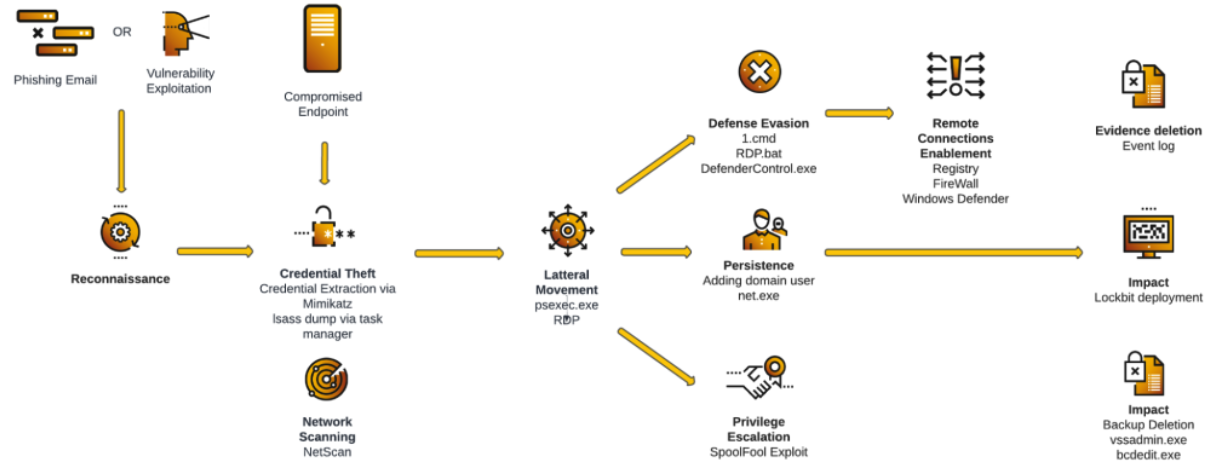 OR
Phishing Email
Vulnerability
Exploitation
Compromised
Endpoint
Reconnaissance
Credential Theft
Credential Extraction via
Mimikatz
lsass dump via task
manager
***
Network
Scanning
NetScan
Latteral
Movement
psexec.exe
RDP
Defense Evasion
1.cmd
RDP.bat
DefenderControl.exe
Remote
Connections
Enablement
Registry
FireWall
Windows Defender
Persistence
Adding domain user
net.exe
Privilege
Escalation
SpoolFool Exploit
Evidence deletion
Event log
Impact
Lockbit deployment
Impact
Backup Deletion
vssadmin.exe
bcdedit.exe